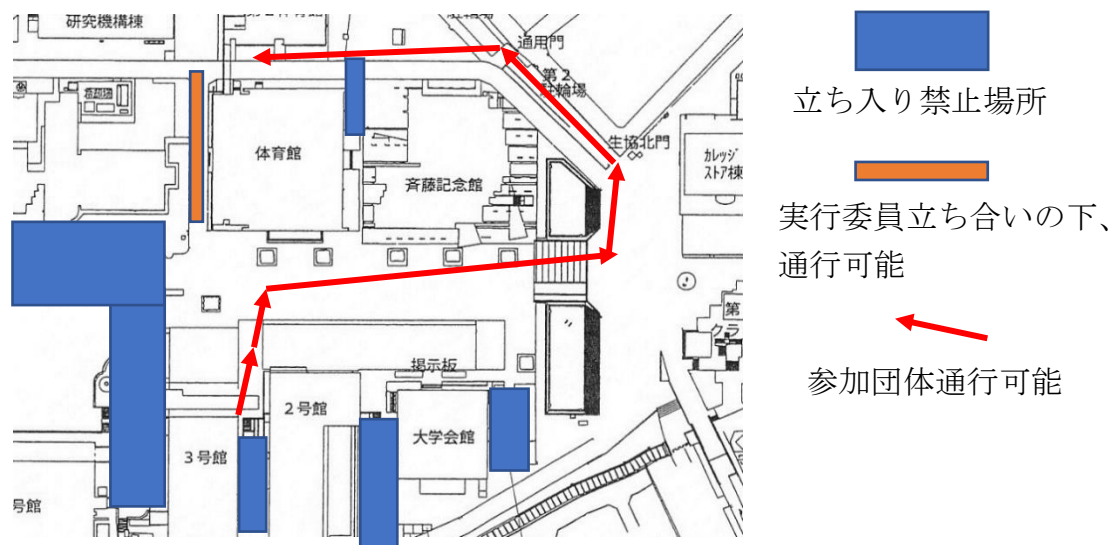 研究機構棟
通用門
第2
駐輪場
生協北門
カレッジ
ストア棟
体育館
斉藤記念館
第
クラ
掲示板
2号館
大学会館
3号館
号館
立ち入り禁止場所
実行委員立ち合いの下、
通行可能
参加団体通行可能